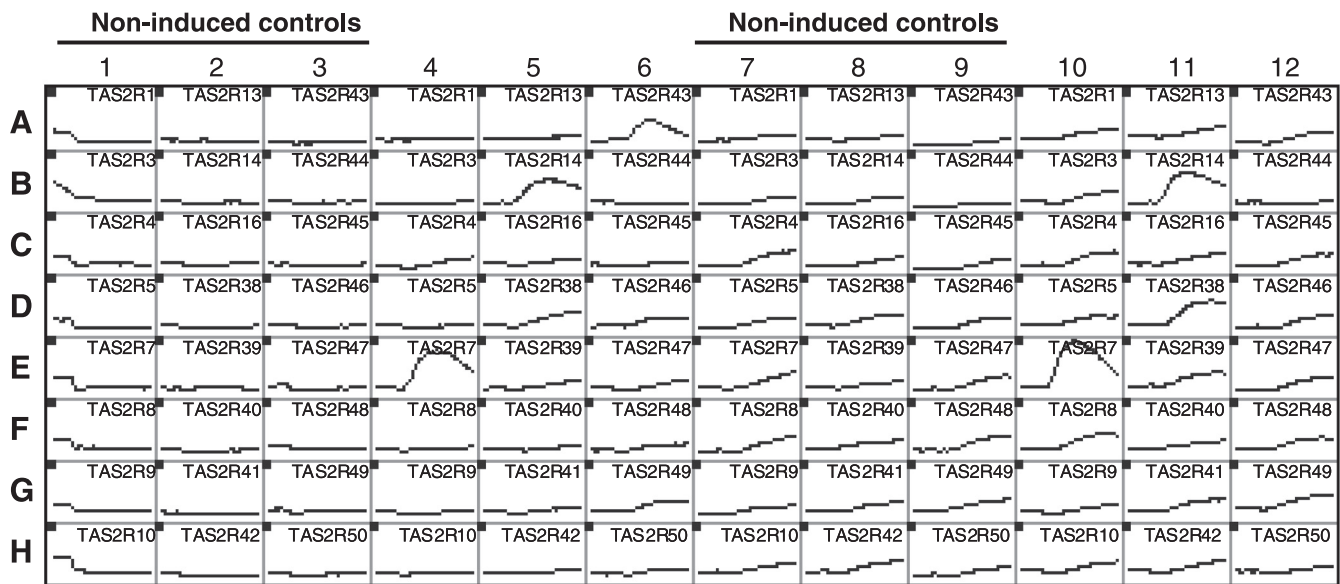 Non-induced controls Non-induced controls
1 2 3 4 5 6 7 8 9 10 11 12
A TAS2R1 TAS2R13 TAS2R43 TAS2R1 TAS2R13 TAS2R43 TAS2R1 TAS2R13 TAS2R43 TAS2R1 TAS2R13 TAS2R43
B TAS2R3 TAS2R14 TAS2R44 TAS2R3 TAS2R14 TAS2R44 TAS2R3 TAS2R14 TAS2R44 TAS2R3 TAS2R14 TAS2R44
C TAS2R4 TAS2R16 TAS2R45 TAS2R4 TAS2R16 TAS2R45 TAS2R4 TAS2R16 TAS2R45 TAS2R4 TAS2R16 TAS2R45
D TAS2R5 TAS2R38 TAS2R46 TAS2R5 TAS2R38 TAS2R46 TAS2R5 TAS2R38 TAS2R46 TAS2R5 TAS2R38 TAS2R46
E TAS2R7 TAS2R39 TAS2R47 TAS2R7 TAS2R39 TAS2R47 TAS2R7 TAS2R39 TAS2R47 TAS2R7 TAS2R39 TAS2R47
F TAS2R8 TAS2R40 TAS2R48 TAS2R8 TAS2R40 TAS2R48 TAS2R8 TAS2R40 TAS2R48 TAS2R8 TAS2R40 TAS2R48
G TAS2R9 TAS2R41 TAS2R49 TAS2R9 TAS2R41 TAS2R49 TAS2R9 TAS2R41 TAS2R49 TAS2R9 TAS2R41 TAS2R49
H TAS2R10 TAS2R42 TAS2R50 TAS2R10 TAS2R42 TAS2R50 TAS2R10 TAS2R42 TAS2R50 TAS2R10 TAS2R42 TAS2R50